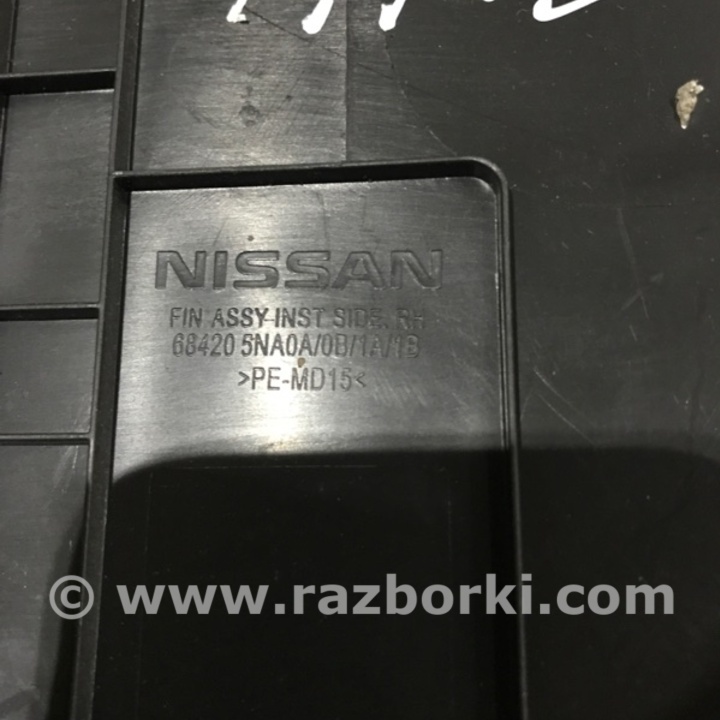 NISSAN
FIN ASSY-INST SIDE, RH
68420 5NA0A/0B/1A/1B
>PE-MD15<
© www.razborki.com